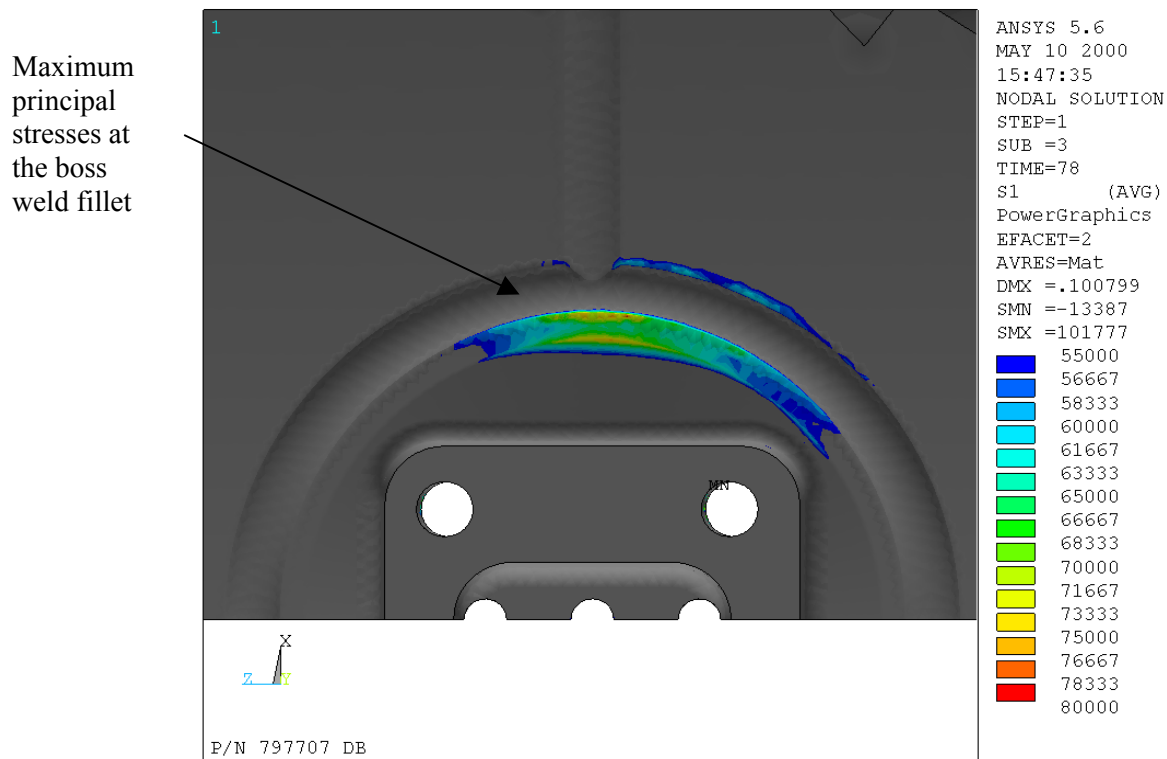 Maximum
principal
stresses at
the boss
weld fillet
1
ANSYS 5.6
MAY 10 2000
15:47:35
NODAL SOLUTION
STEP=1
SUB =3
TIME=78
S1 (AVG)
PowerGraphics
EFACET=2
AVRES=Mat
DMX =.100799
SMN =-13387
SMX =101777
55000
56667
58333
60000
61667
63333
65000
66667
68333
70000
71667
73333
75000
76667
78333
80000
MN
X
Z Y
P/N 797707 DB